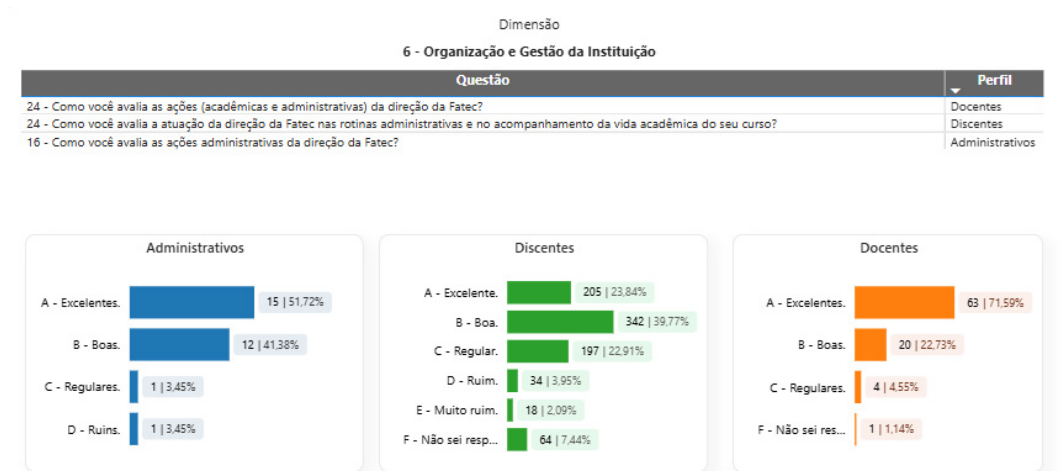 Dimensão
6 - Organização e Gestão da Instituição
Questão Perfil
24 - Como você avalia as ações (acadêmicas e administrativas) da direção da Fatec? Docentes
24 - Como você avalia a atuação da direção da Fatec nas rotinas administrativas e no acompanhamento da vida acadêmica do seu curso? Discentes
16 - Como você avalia as ações administrativas da direção da Fatec? Administrativos
Administrativos
A - Excelentes. 15 | 51,72%
B - Boas. 12 | 41,38%
C - Regulares. 1 | 3,45%
D - Ruins. 1 | 3,45%
Discentes
A - Excelente. 205 | 23,84%
B - Boa. 342 | 39,77%
C - Regular. 197 | 22,91%
D - Ruim. 34 | 3,95%
E - Muito ruim. 18 | 2,09%
F - Não sei resp... 64 | 7,44%
Docentes
A - Excelentes. 63 | 71,59%
B - Boas. 20 | 22,73%
C - Regulares. 4 | 4,55%
F - Não sei res... 1 | 1,14%